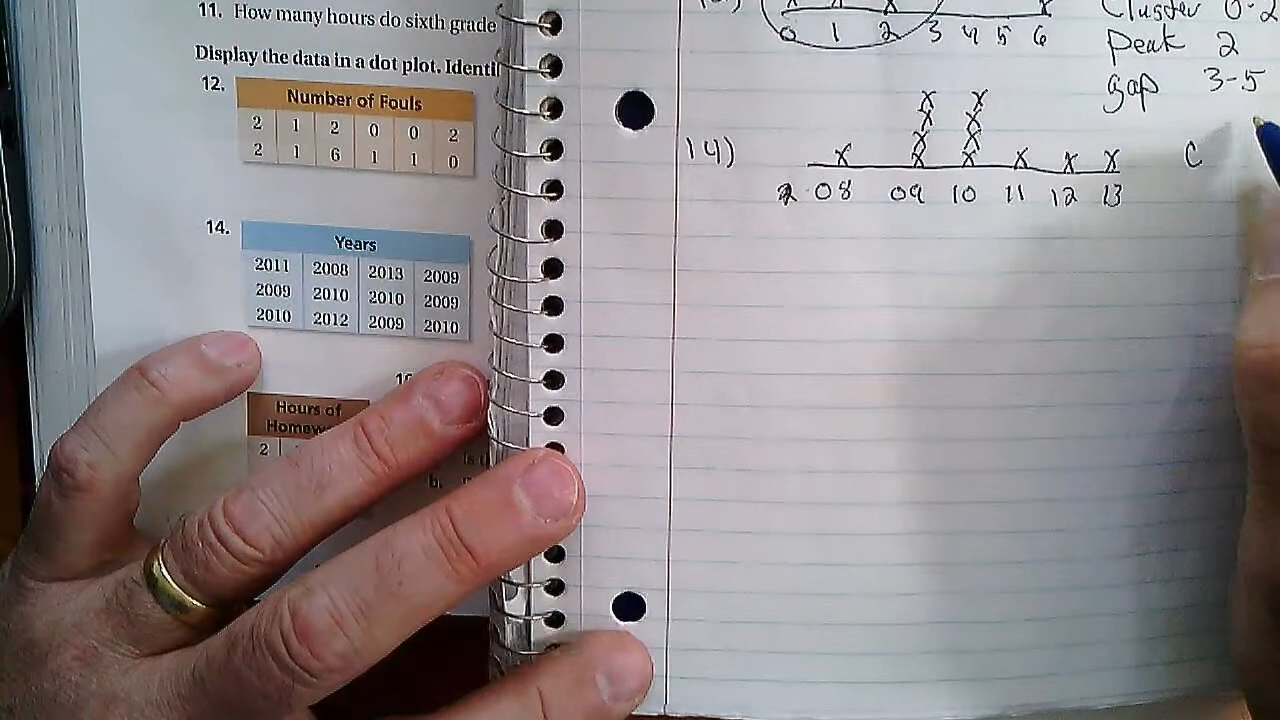 11. How many hours do sixth grade
Display the data in a dot plot.
12.
Number of Fouls
2 1 2 0 0 2
2 1 6 1 1 0
14.
Years
2011 2008 2013 2009
2009 2010 2010 2009
2010 2012 2009 2010
Hours of
2
b.
0 1 2 3 4 5 6
Cluster 0-2
Peak 2
gap 3-5
14)
x x x x x x x x x x x x
08 09 10 11 12 13
C